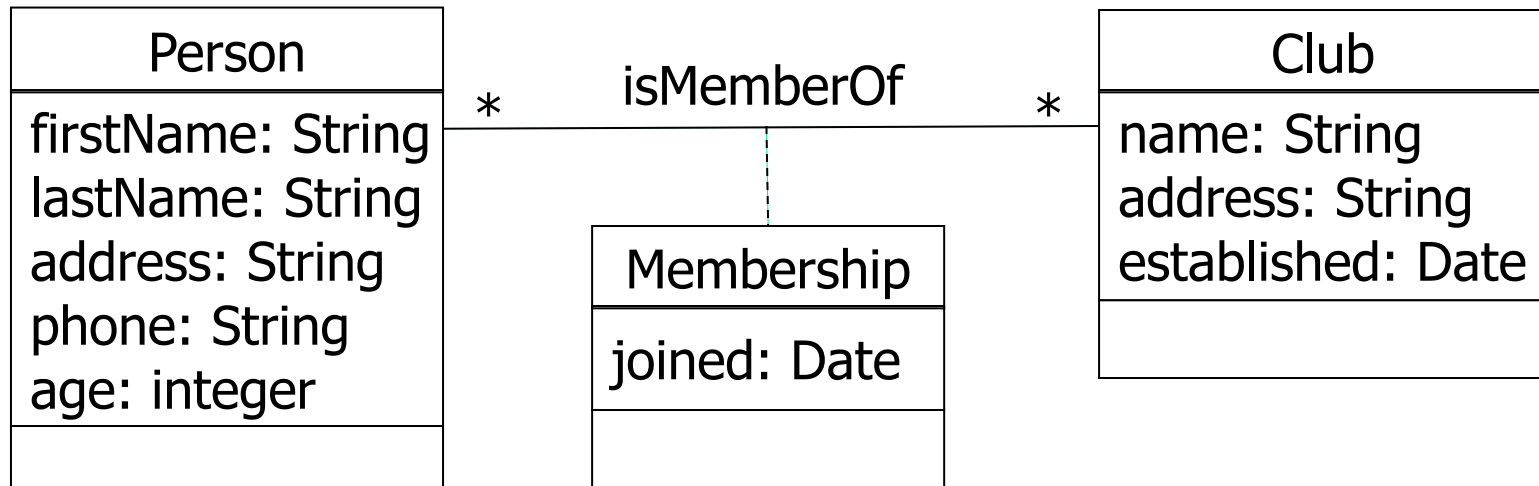 Person
firstName: String
lastName: String
address: String
phone: String
age: integer
* isMemberOf *
Membership
joined: Date
Club
name: String
address: String
established: Date